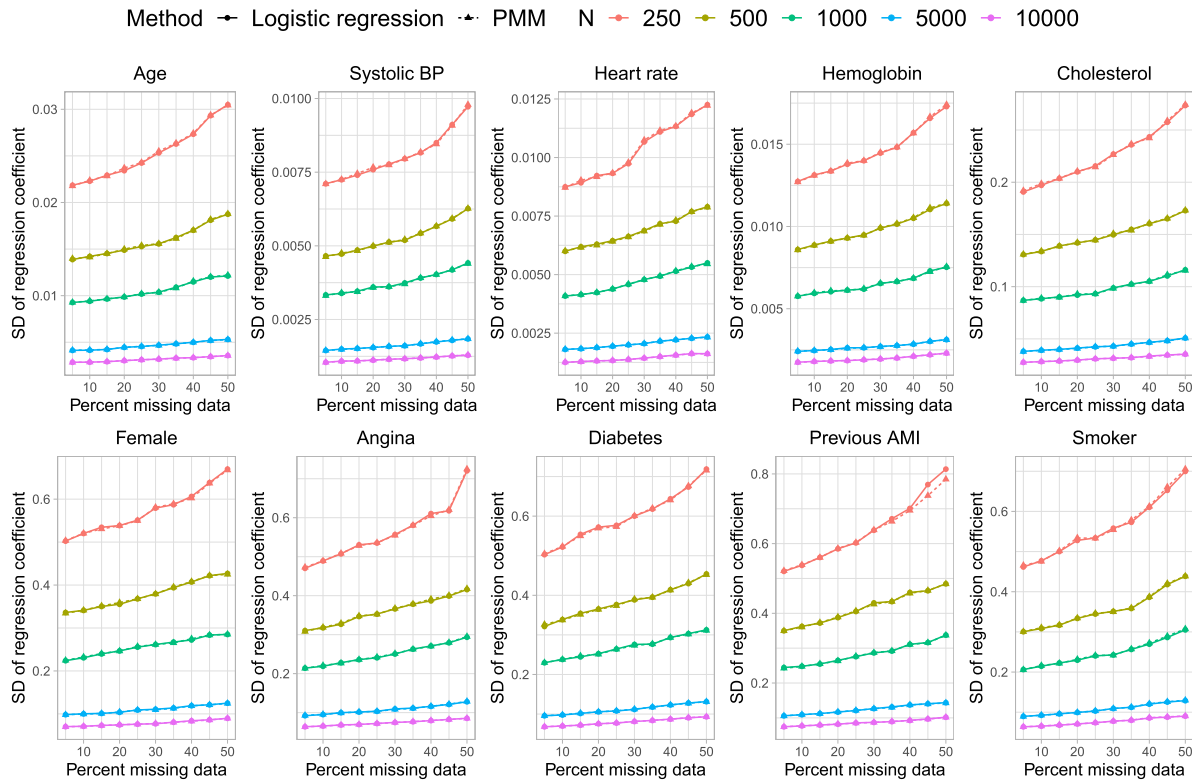 Method Logistic regression PMM N 250 500 1000 5000 10000
Age Systolic BP Heart rate Hemoglobin Cholesterol
SD of regression coefficient SD of regression coefficient SD of regression coefficient SD of regression coefficient SD of regression coefficient
0.03 0.0100 0.0125 0.015 0.2
0.02 0.0075 0.0100 0.010 0.1
0.01 0.0050 0.0075 0.005
0.0025 0.0050
0.0025
10 20 30 40 50 10 20 30 40 50 10 20 30 40 50 10 20 30 40 50 10 20 30 40 50
Percent missing data Percent missing data Percent missing data Percent missing data Percent missing data
Female Angina Diabetes Previous AMI Smoker
SD of regression coefficient SD of regression coefficient SD of regression coefficient SD of regression coefficient SD of regression coefficient
0.6 0.6 0.6 0.8 0.6
0.4 0.4 0.4 0.6 0.4
0.2 0.2 0.2 0.4 0.2
0.2
10 20 30 40 50 10 20 30 40 50 10 20 30 40 50 10 20 30 40 50 10 20 30 40 50
Percent missing data Percent missing data Percent missing data Percent missing data Percent missing data